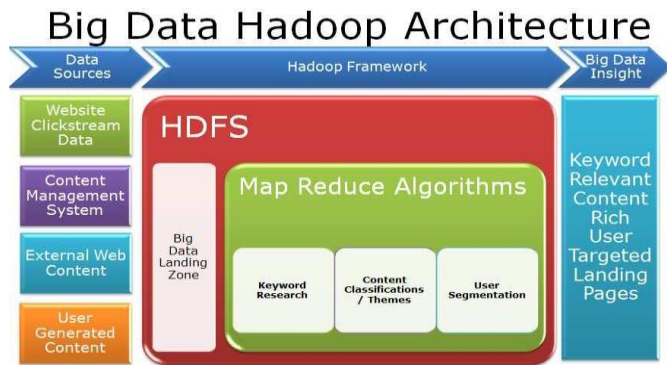 Big Data Hadoop Architecture
Data
Sources
Hadoop Framework
Big Data
Insight
Website
Clickstream
Data
Content
Management
System
External Web
Content
User
Generated
Content
HDFS
Big
Data
Landing
Zone
Map Reduce Algorithms
Keyword
Research
Content
Classifications
/ Themes
User
Segmentation
Keyword
Relevant
Content
Rich
User
Targeted
Landing
Pages